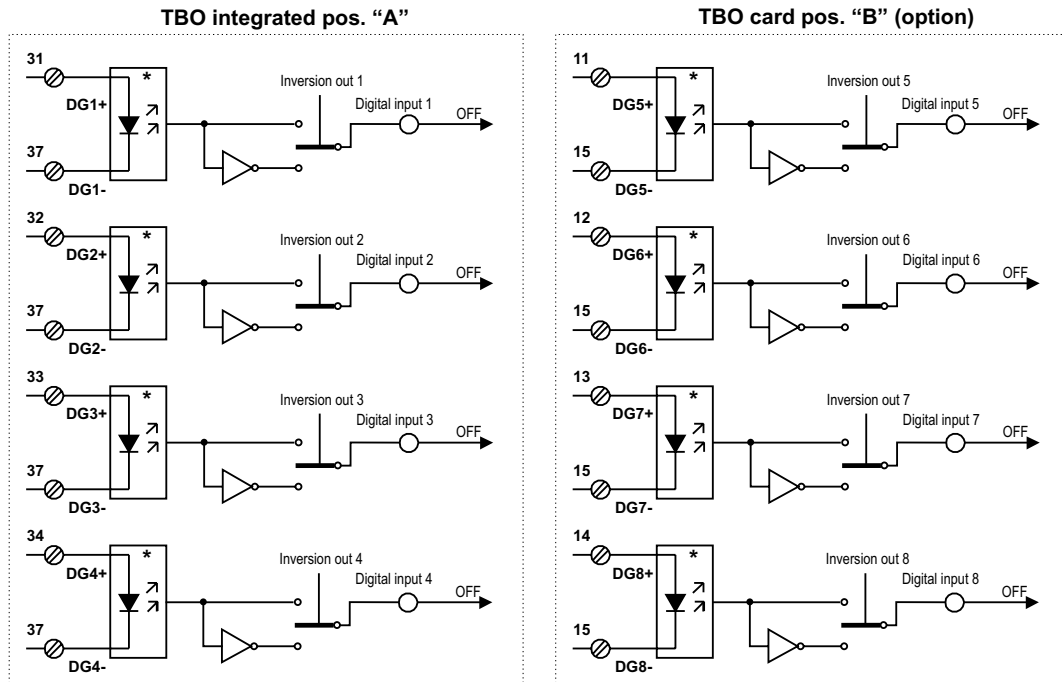 TBO integrated pos. “A”
31
*
DG1+
Inversion out 1
Digital input 1
OFF
37
DG1-
32
*
DG2+
Inversion out 2
Digital input 2
OFF
37
DG2-
33
*
DG3+
Inversion out 3
Digital input 3
OFF
37
DG3-
34
*
DG4+
Inversion out 4
Digital input 4
OFF
37
DG4-
TBO card pos. “B” (option)
11
*
DG5+
Inversion out 5
Digital input 5
OFF
15
DG5-
12
*
DG6+
Inversion out 6
Digital input 6
OFF
15
DG6-
13
*
DG7+
Inversion out 7
Digital input 7
OFF
15
DG7-
14
*
DG8+
Inversion out 8
Digital input 8
OFF
15
DG8-